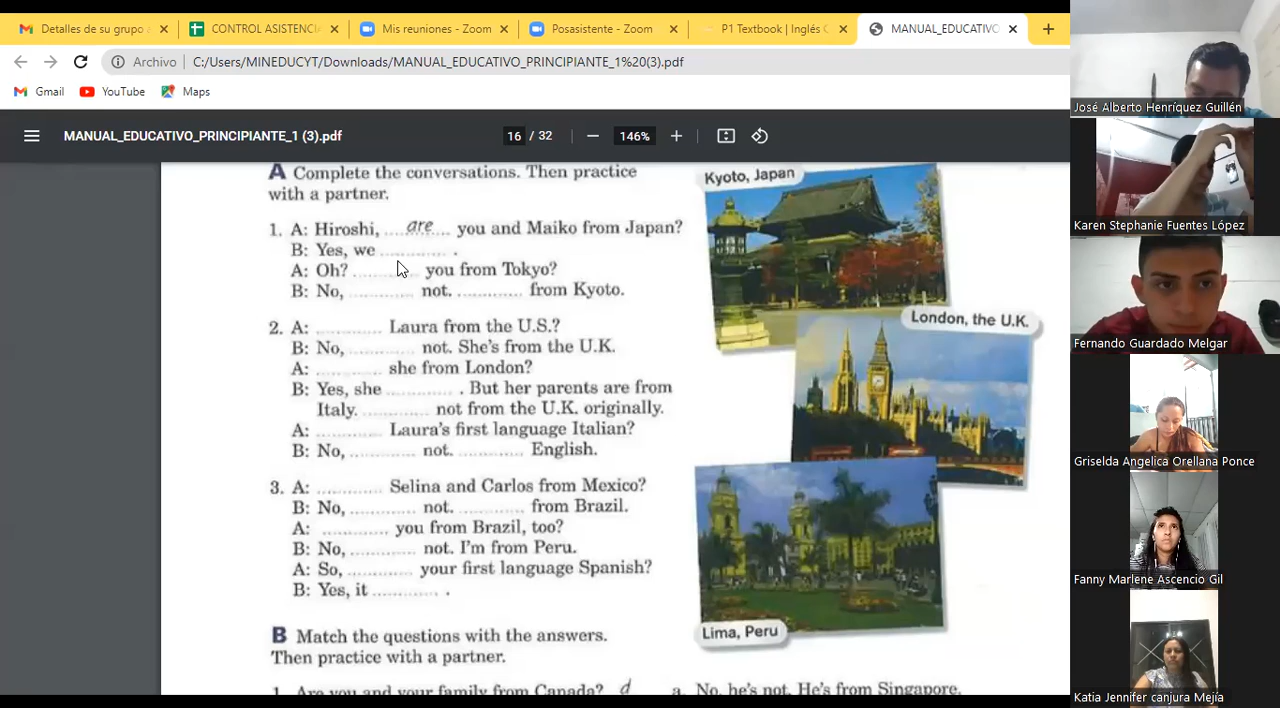 Detalles de su grupo
CONTROL ASISTENCI
Mis reuniones - Zoom
Posasistente - Zoom
P1 Textbook | Inglés C
MANUAL_EDUCATIVO
Archivo
C:/Users/MINEDUCYT/Downloads/MANUAL_EDUCATIVO_PRINCIPIANTE_1%20(3).pdf
Gmail
YouTube
Maps
MANUAL_EDUCATIVO_PRINCIPIANTE_1 (3).pdf
16 / 32
146%
A Complete the conversations. Then practice
with a partner.
1. A: Hiroshi, ....are.... you and Maiko from Japan?
B: Yes, we ............ .
A: Oh? ............ you from Tokyo?
B: No, ............ not. ............ from Kyoto.
2. A: ............ Laura from the U.S.?
B: No, ............ not. She's from the U.K.
A: ............ she from London?
B: Yes, she ............ . But her parents are from
Italy. ............ not from the U.K. originally.
A: ............ Laura's first language Italian?
B: No, ............ not. ............ English.
3. A: ............ Selina and Carlos from Mexico?
B: No, ............ not. ............ from Brazil.
A: ............ you from Brazil, too?
B: No, ............ not. I'm from Peru.
A: So, ............ your first language Spanish?
B: Yes, it ............ .
Kyoto, Japan
London, the U.K.
Lima, Peru
B Match the questions with the answers.
Then practice with a partner.
1. Are you and your family from Canada? d
a. No, he's not. He's from Singapore.
José Alberto Henríquez Guillén
Karen Stephanie Fuentes López
Fernando Guardado Melgar
Griselda Angelica Orellana Ponce
Fanny Marlene Ascencio Gil
Katia Jennifer canjura Mejía